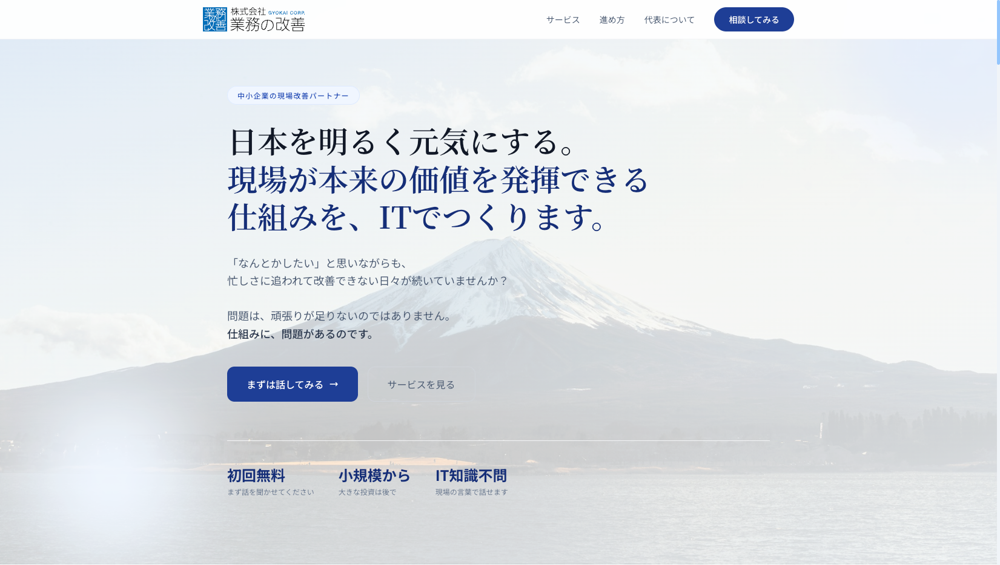 業務の改善
株式会社 GYOKAI CORP.
業務の改善
サービス
進め方
代表について
相談してみる
中小企業の現場改善パートナー
日本を明るく元気にする。
現場が本来の価値を発揮できる
仕組みを、ITでつくります。
「なんとかしたい」と思いながらも、
忙しさに追われて改善できない日々が続いていませんか？
問題は、頑張りが足りないのではありません。
仕組みに、問題があるのです。
まずは話してみる →
サービスを見る
初回無料
まず話を聞かせてください
小規模から
大きな投資は後で
IT知識不問
現場の言葉で話せます